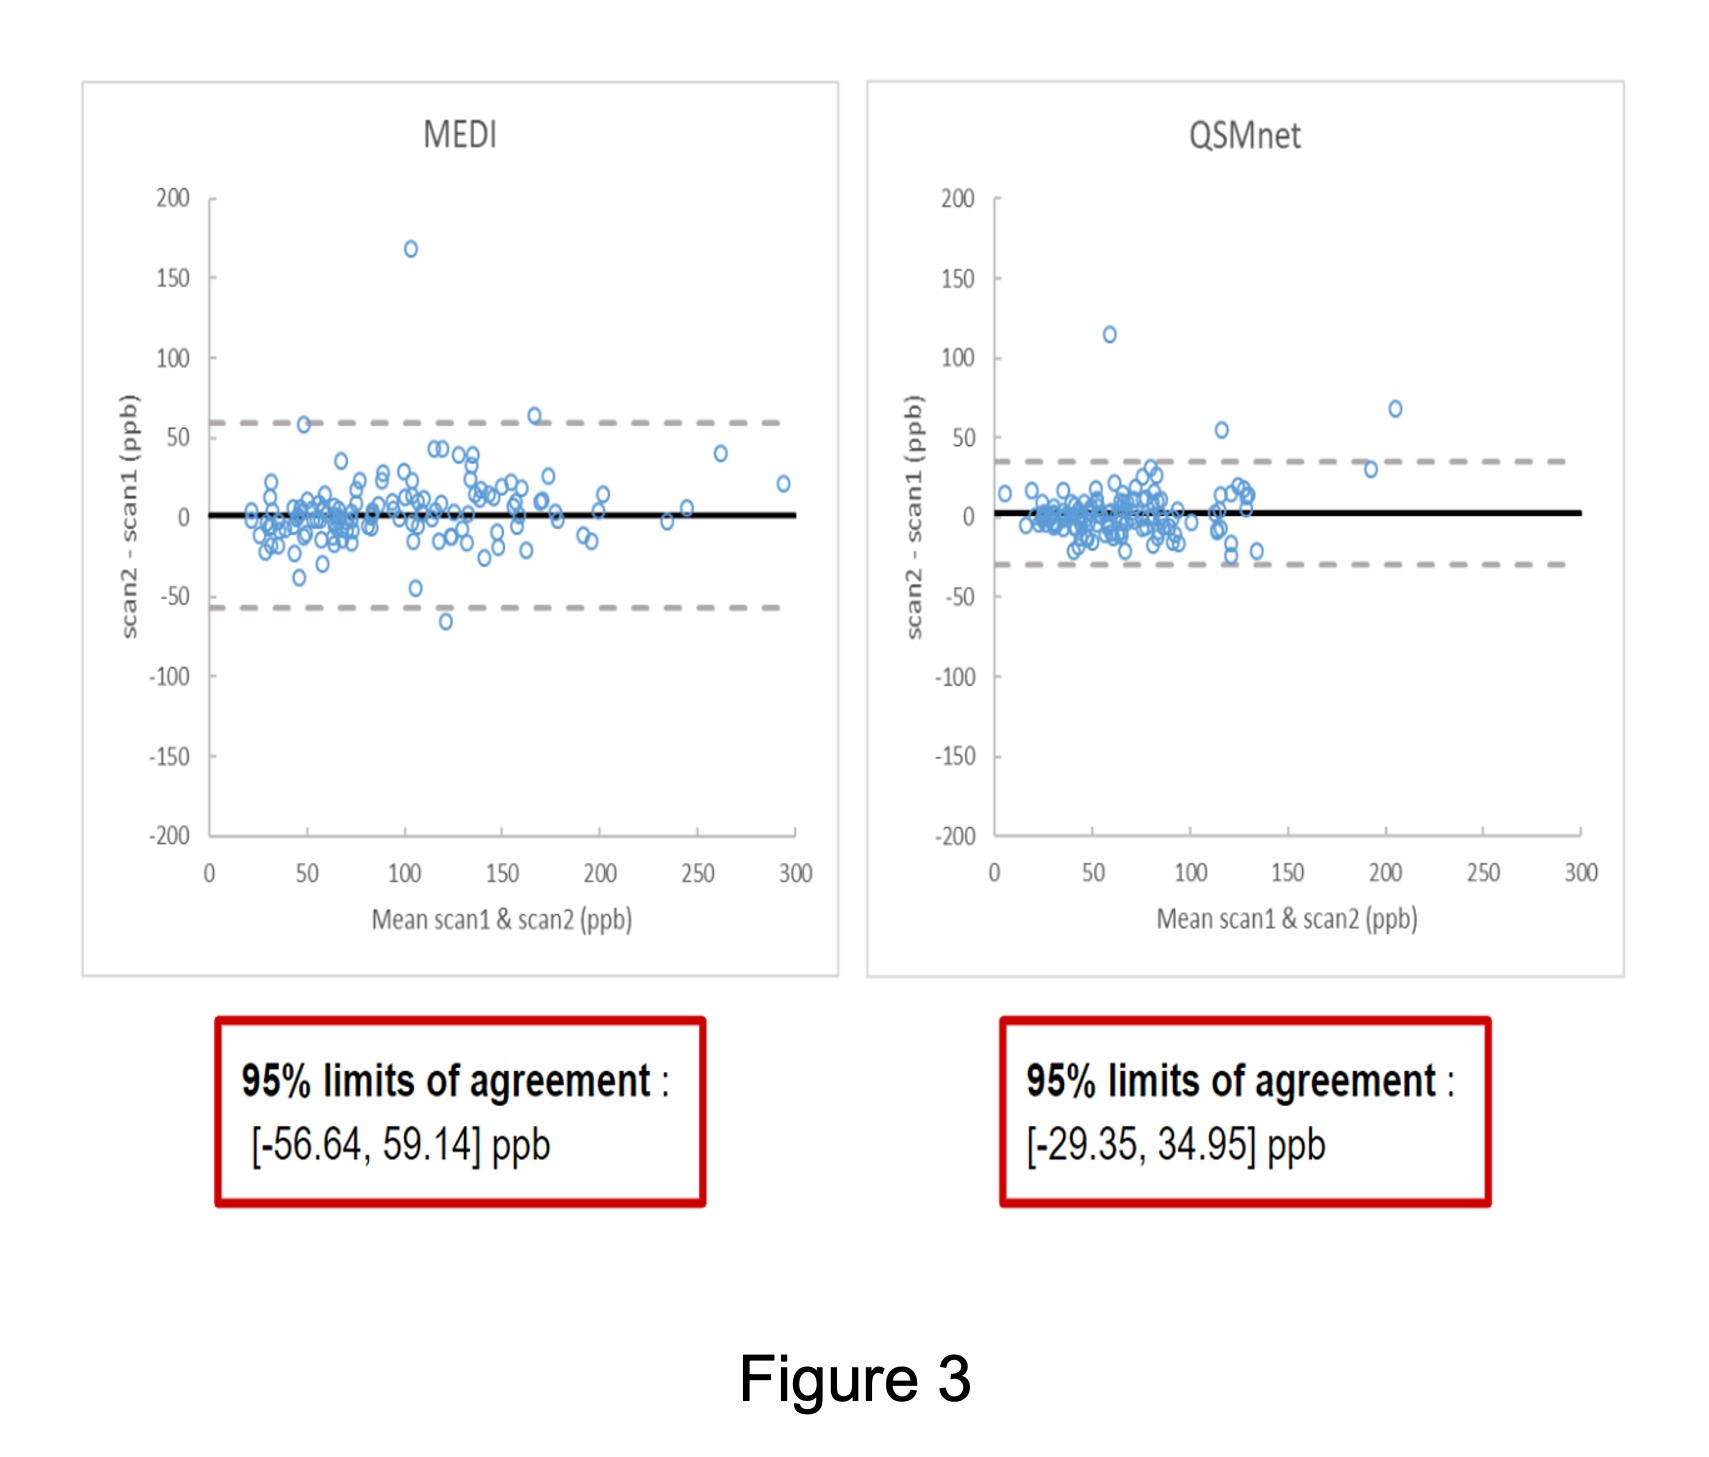 MEDI
200
150
100
50
0
-50
-100
-150
-200
scan2 - scan1 (ppb)
0 50 100 150 200 250 300
Mean scan1 & scan2 (ppb)
95% limits of agreement :
[-56.64, 59.14] ppb
QSMnet
200
150
100
50
0
-50
-100
-150
-200
scan2 - scan1 (ppb)
0 50 100 150 200 250 300
Mean scan1 & scan2 (ppb)
95% limits of agreement :
[-29.35, 34.95] ppb
Figure 3